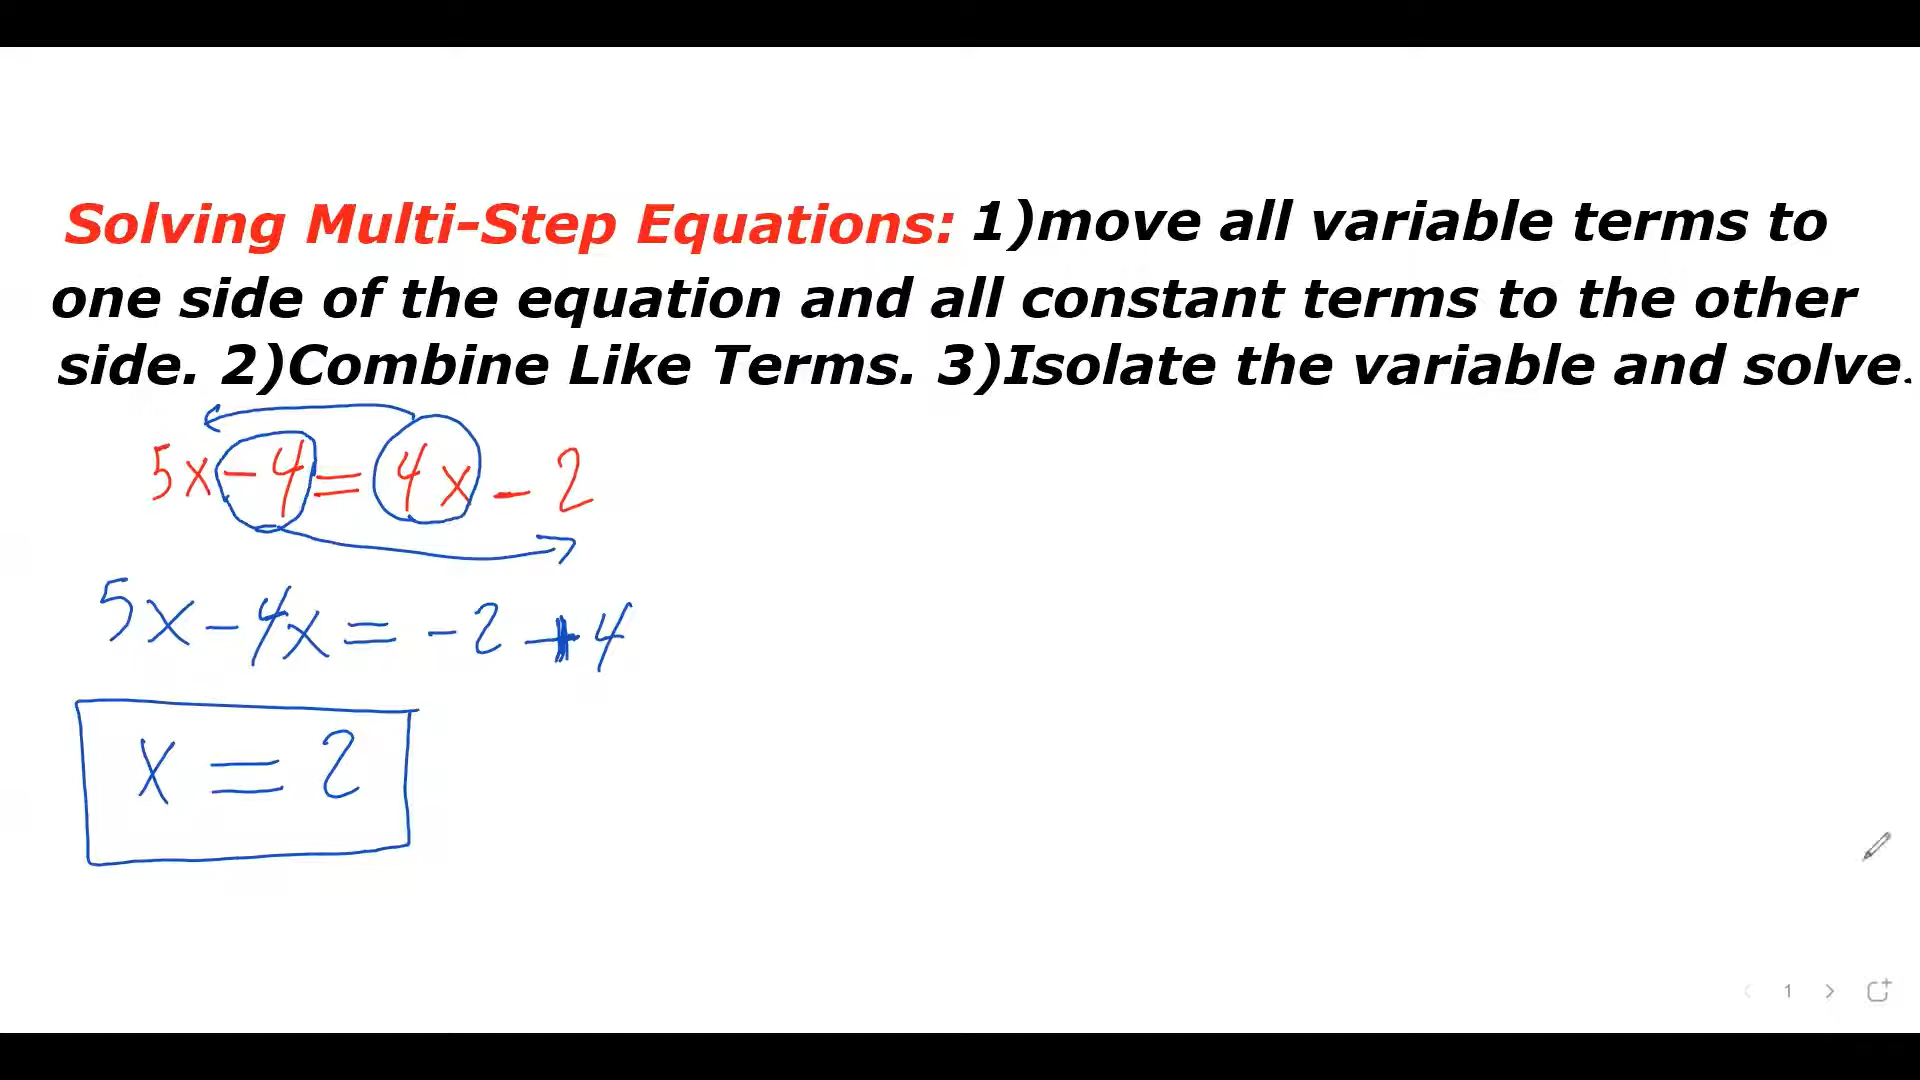 Solving Multi-Step Equations: 1)move all variable terms to
one side of the equation and all constant terms to the other
side. 2)Combine Like Terms. 3)Isolate the variable and solve.
5x-4=4x-2
5x-4x=-2+4
x=2
1